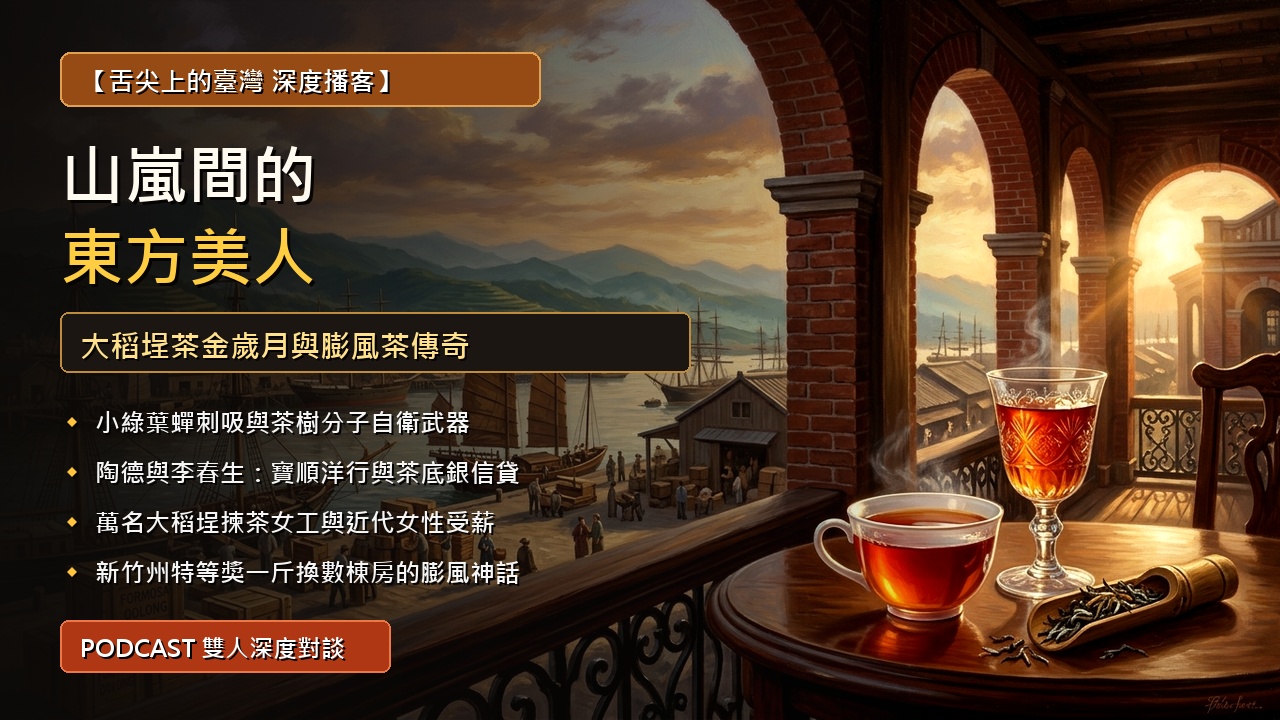 【舌尖上的臺灣 深度播客】
山嵐間的
東方美人
大稻埕茶金歲月與膨風茶傳奇
小綠葉蟬刺吸與茶樹分子自衛武器
陶德與李春生：寶順洋行與茶底銀信貸
萬名大稻埕揀茶女工與近代女性受薪
新竹州特等獎一斤換數棟房的膨風神話
FORMOSA
OOLONG
PODCAST 雙人深度對談